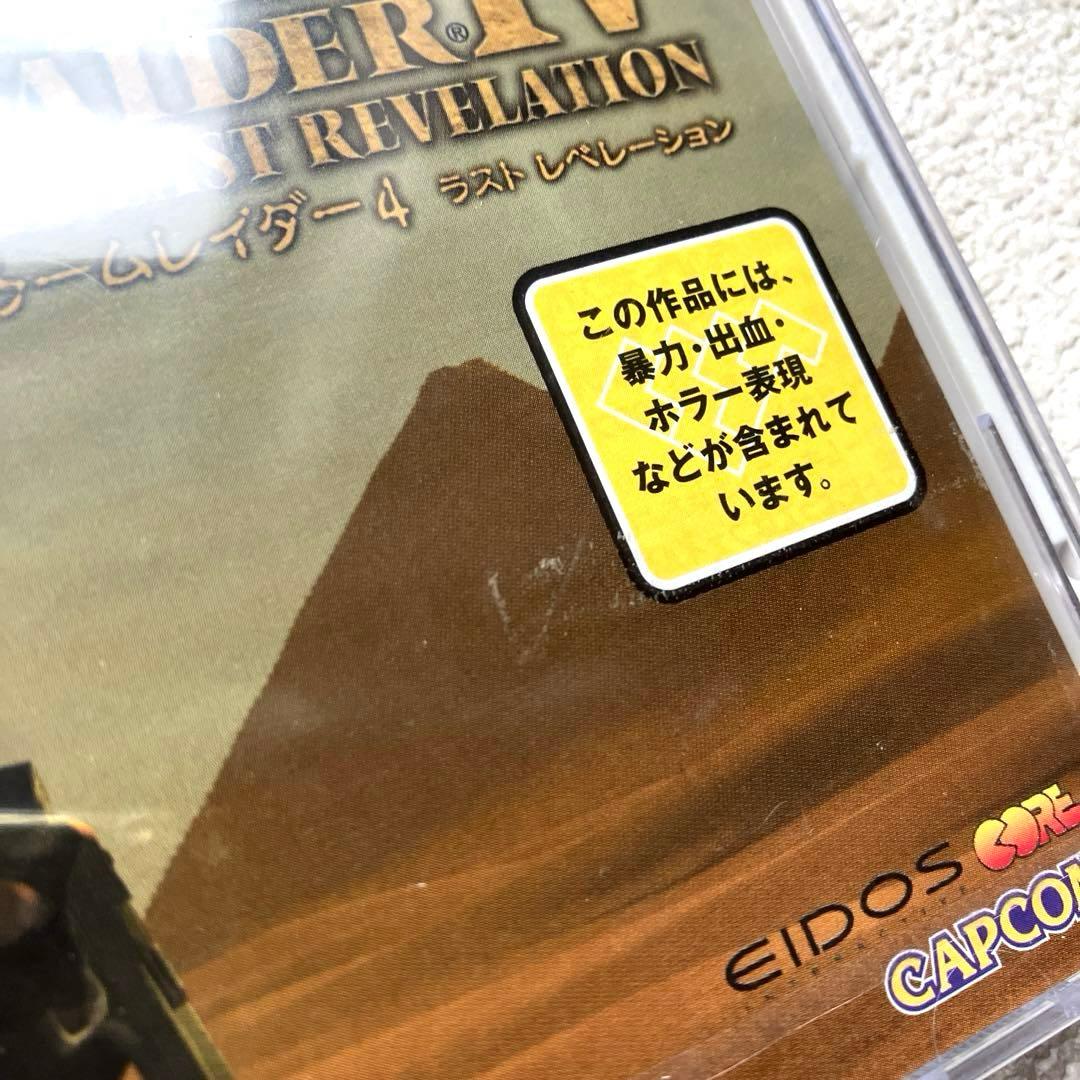 AIDER® IV
ST REVELATION
ームレイダー4 ラスト レベレーション
この作品には、
暴力・出血・
ホラー表現
などが含まれて
います。
EIDOS
INTERACTIVE
CORE
CAPCOM